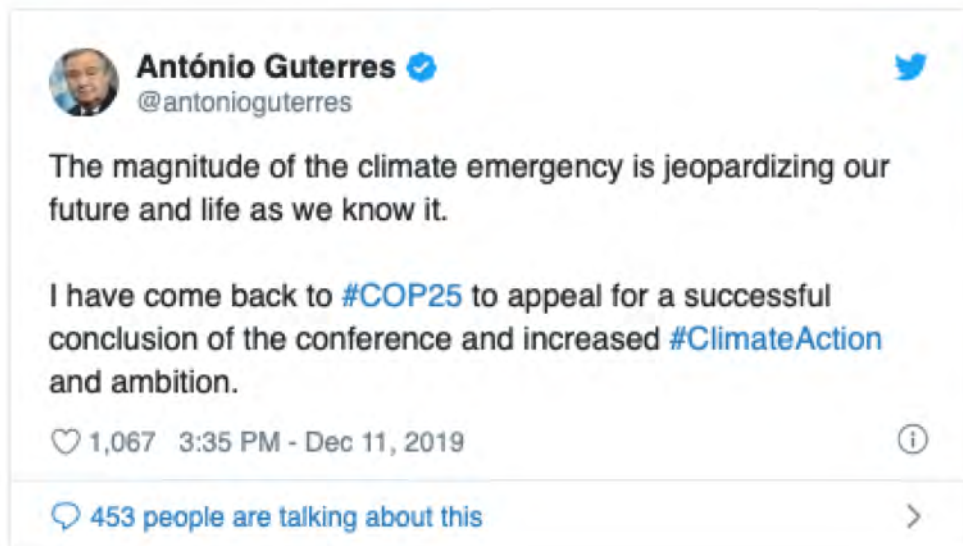 António Guterres
@antonioguterres
The magnitude of the climate emergency is jeopardizing our
future and life as we know it.
I have come back to #COP25 to appeal for a successful
conclusion of the conference and increased #ClimateAction
and ambition.
1,067 3:35 PM - Dec 11, 2019
453 people are talking about this